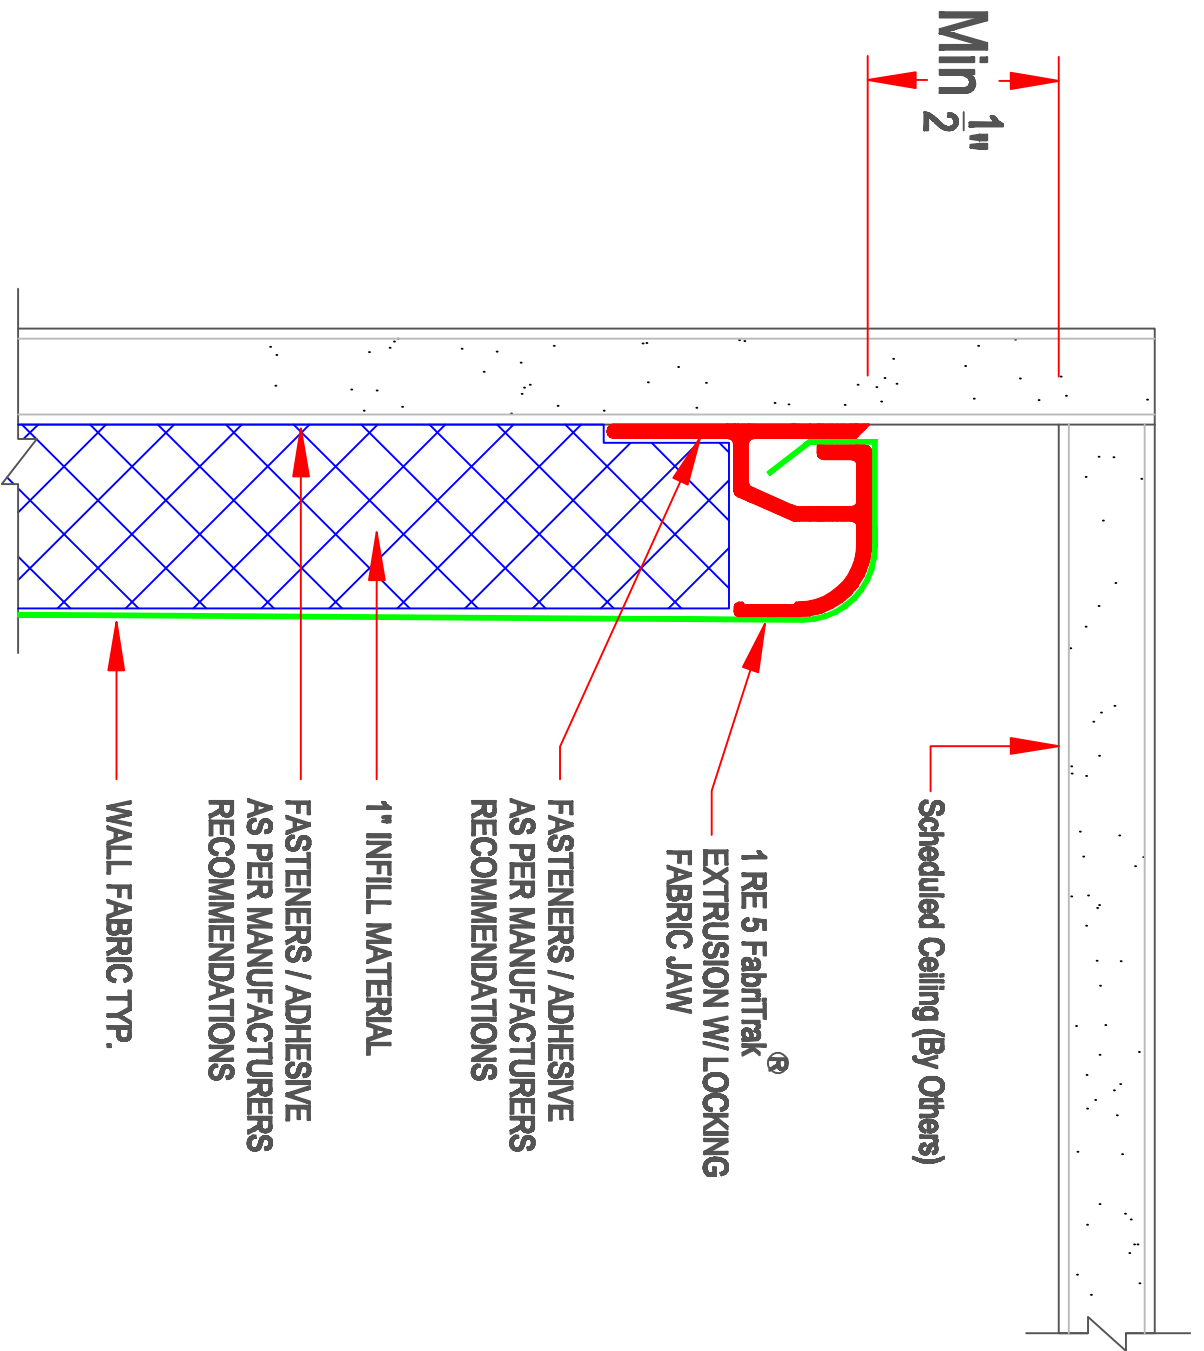 Min 1/2"
Scheduled Ceiling (By Others)
1 RE 5 FabriTrak®
EXTRUSION W/ LOCKING
FABRIC JAW
FASTENERS / ADHESIVE
AS PER MANUFACTURERS
RECOMMENDATIONS
1" INFILL MATERIAL
FASTENERS / ADHESIVE
AS PER MANUFACTURERS
RECOMMENDATIONS
WALL FABRIC TYP.